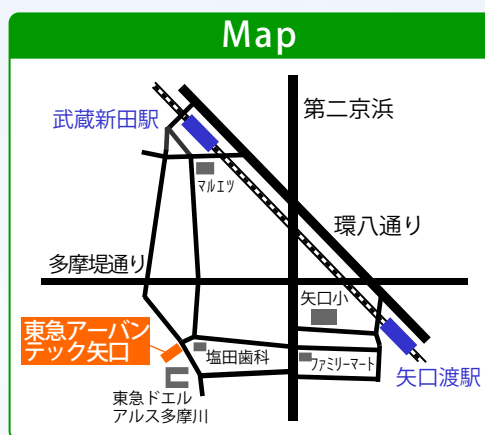 Map
第二京浜
武蔵新田駅
マルエツ
環八通り
多摩堤通り
矢口小
東急アーバン
テック矢口
塩田歯科
ファミリーマート
矢口渡駅
東急ドエル
アルス多摩川